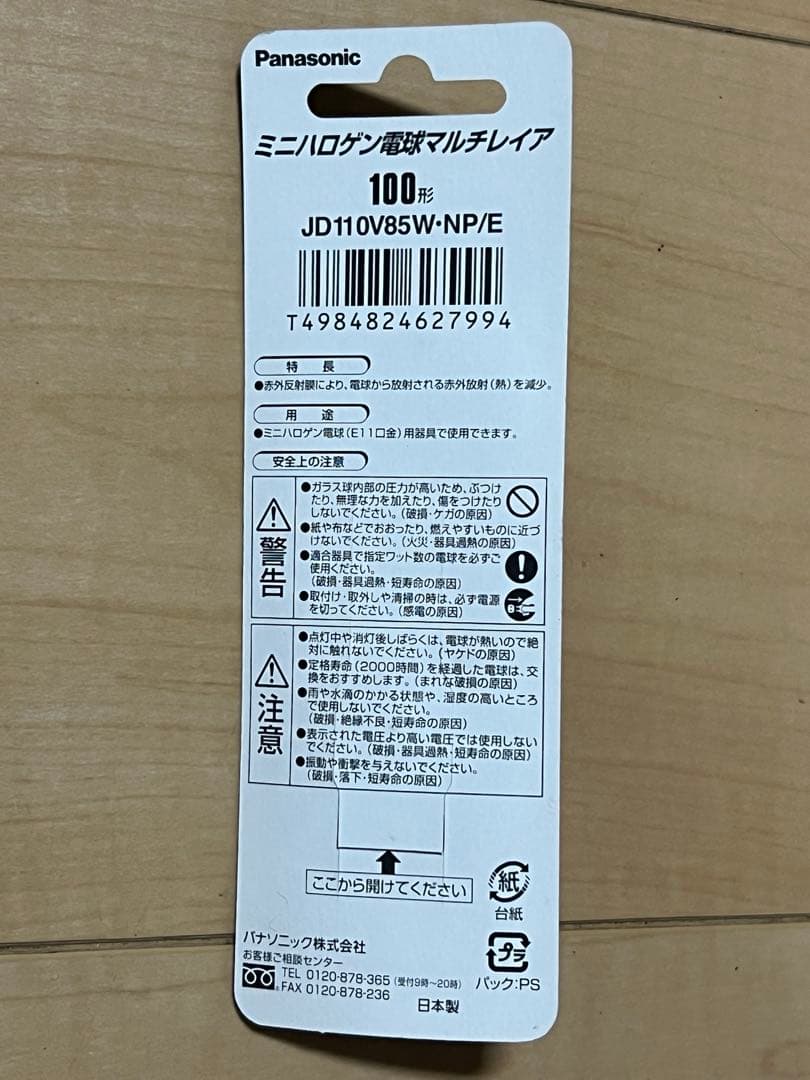 Panasonic
ミニハロゲン電球マルチレイア
100形
JD110V85W・NP/E
T4984824627994
特長
●赤外反射膜により、電球から放射される赤外放射(熱)を減少。
用途
●ミニハロゲン電球(E11口金)用器具で使用できます。
安全上の注意
警告
●ガラス球内部の圧力が高いため、ぶつけ
たり、無理な力を加えたり、傷をつけたり
しないでください。(破損・ケガの原因)
●紙や布などでおおったり、燃えやすいものに近づ
けないでください。(火災・器具過熱の原因)
●適合器具で指定ワット数の電球を必ずご
使用ください。
(破損・器具過熱・短寿命の原因)
●取付け・取外しや清掃の時は、必ず電源
を切ってください。(感電の原因)
注意
●点灯中や消灯後しばらくは、電球が熱いので絶
対に触れないでください。(ヤケドの原因)
●定格寿命(2000時間)を経過した電球は、交
換をおすすめします。(まれな破損の原因)
●雨や水滴のかかる状態や、湿度の高いところ
で使用しないでください。
(破損・絶縁不良・短寿命の原因)
●表示された電圧より高い電圧では使用しない
でください。(破損・器具過熱・短寿命の原因)
●振動や衝撃を与えないでください。
(破損・落下・短寿命の原因)
ここから開けてください
紙
台紙
プラ
パック:PS
パナソニック株式会社
お客様ご相談センター
TEL 0120-878-365 (受付9時～20時)
FAX 0120-878-236
日本製